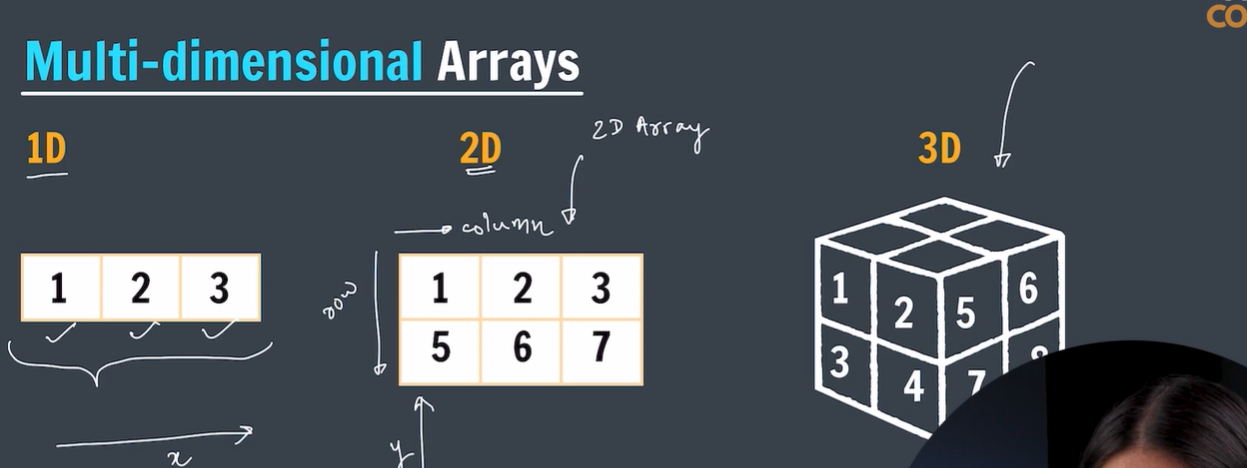 CO
Multi-dimensional Arrays
1D
2D
2D Array
3D
column
row
1 2 3
1 2 3
5 6 7
x
y
1 2 5 6
3 4 7